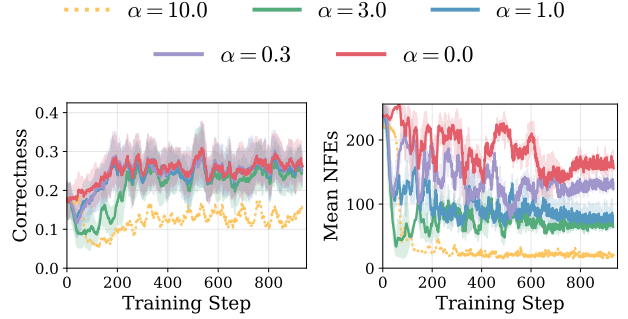 α = 10.0
α = 3.0
α = 1.0
α = 0.3
α = 0.0
Correctness
0.4
0.3
0.2
0.1
0.0
0 200 400 600 800
Training Step
Mean NFEs
200
100
0
0 200 400 600 800
Training Step